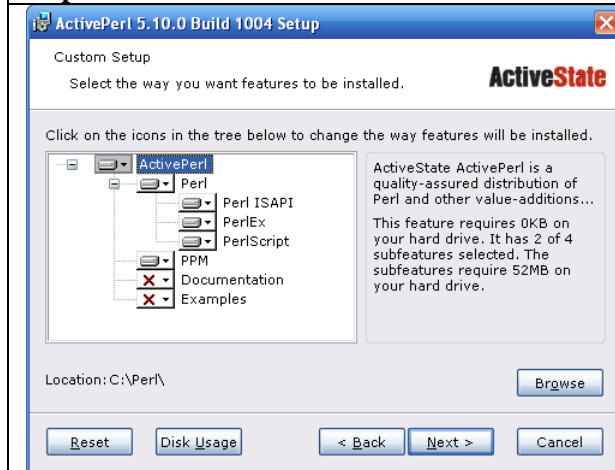 ActivePerl 5.10.0 Build 1004 Setup
Custom Setup
Select the way you want features to be installed.
ActiveState
Click on the icons in the tree below to change the way features will be installed.
ActivePerl
Perl
Perl ISAPI
PerlEx
PerlScript
PPM
Documentation
Examples
ActiveState ActivePerl is a
quality-assured distribution of
Perl and other value-additions...
This feature requires 0KB on
your hard drive. It has 2 of 4
subfeatures selected. The
subfeatures require 52MB on
your hard drive.
Location: C:\Perl\
Browse
Reset
Disk Usage
< Back
Next >
Cancel